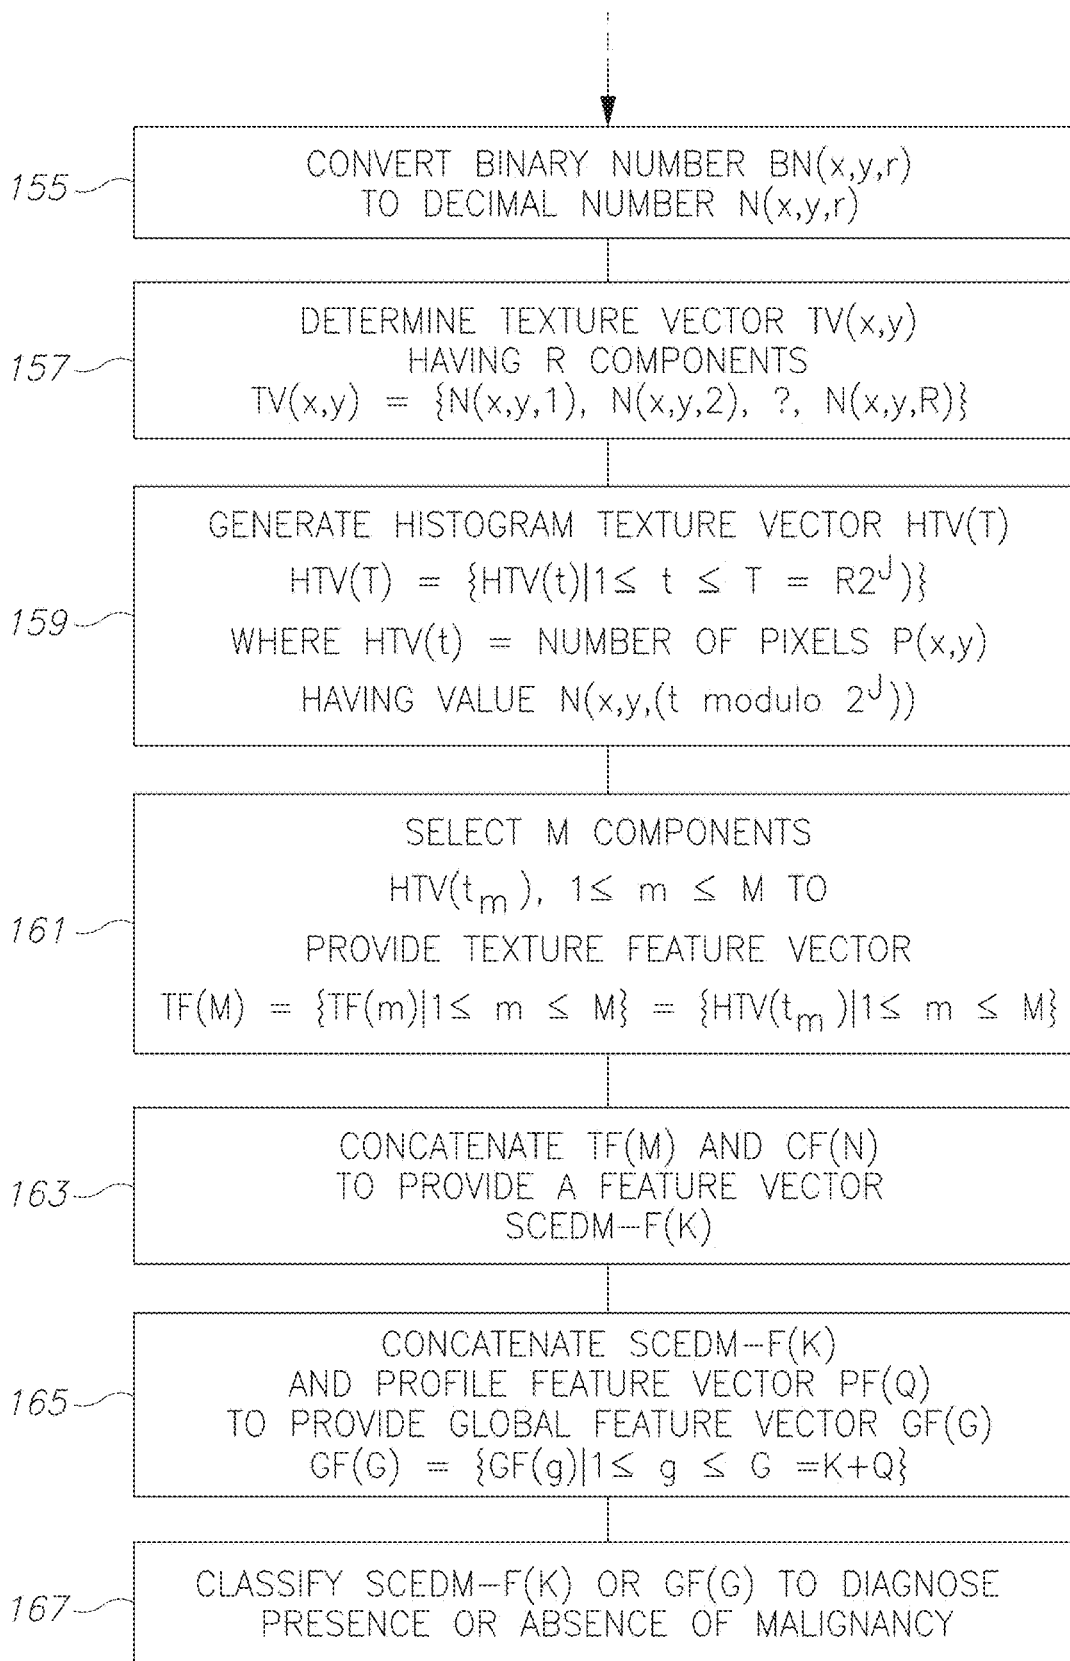 155
CONVERT BINARY NUMBER BN(x,y,r)
TO DECIMAL NUMBER N(x,y,r)
157
DETERMINE TEXTURE VECTOR TV(x,y)
HAVING R COMPONENTS
TV(x,y) = {N(x,y,1), N(x,y,2), ?, N(x,y,R)}
159
GENERATE HISTOGRAM TEXTURE VECTOR HTV(T)
HTV(T) = {HTV(t)|1≤ t ≤ T = R2^J)}
WHERE HTV(t) = NUMBER OF PIXELS P(x,y)
HAVING VALUE N(x,y,(t modulo 2^J))
161
SELECT M COMPONENTS
HTV(t_m), 1≤ m ≤ M TO
PROVIDE TEXTURE FEATURE VECTOR
TF(M) = {TF(m)|1≤ m ≤ M} = {HTV(t_m)|1≤ m ≤ M}
163
CONCATENATE TF(M) AND CF(N)
TO PROVIDE A FEATURE VECTOR
SCEDM-F(K)
165
CONCATENATE SCEDM-F(K)
AND PROFILE FEATURE VECTOR PF(Q)
TO PROVIDE GLOBAL FEATURE VECTOR GF(G)
GF(G) = {GF(g)|1≤ g ≤ G =K+Q}
167
CLASSIFY SCEDM-F(K) OR GF(G) TO DIAGNOSE
PRESENCE OR ABSENCE OF MALIGNANCY